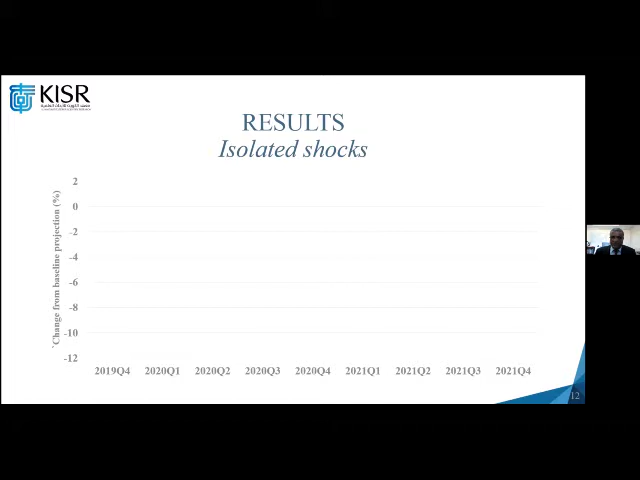 KISR
RESULTS
Isolated shocks
`Change from baseline projection (%)
2
0
-2
-4
-6
-8
-10
-12
2019Q4 2020Q1 2020Q2 2020Q3 2020Q4 2021Q1 2021Q2 2021Q3 2021Q4
12